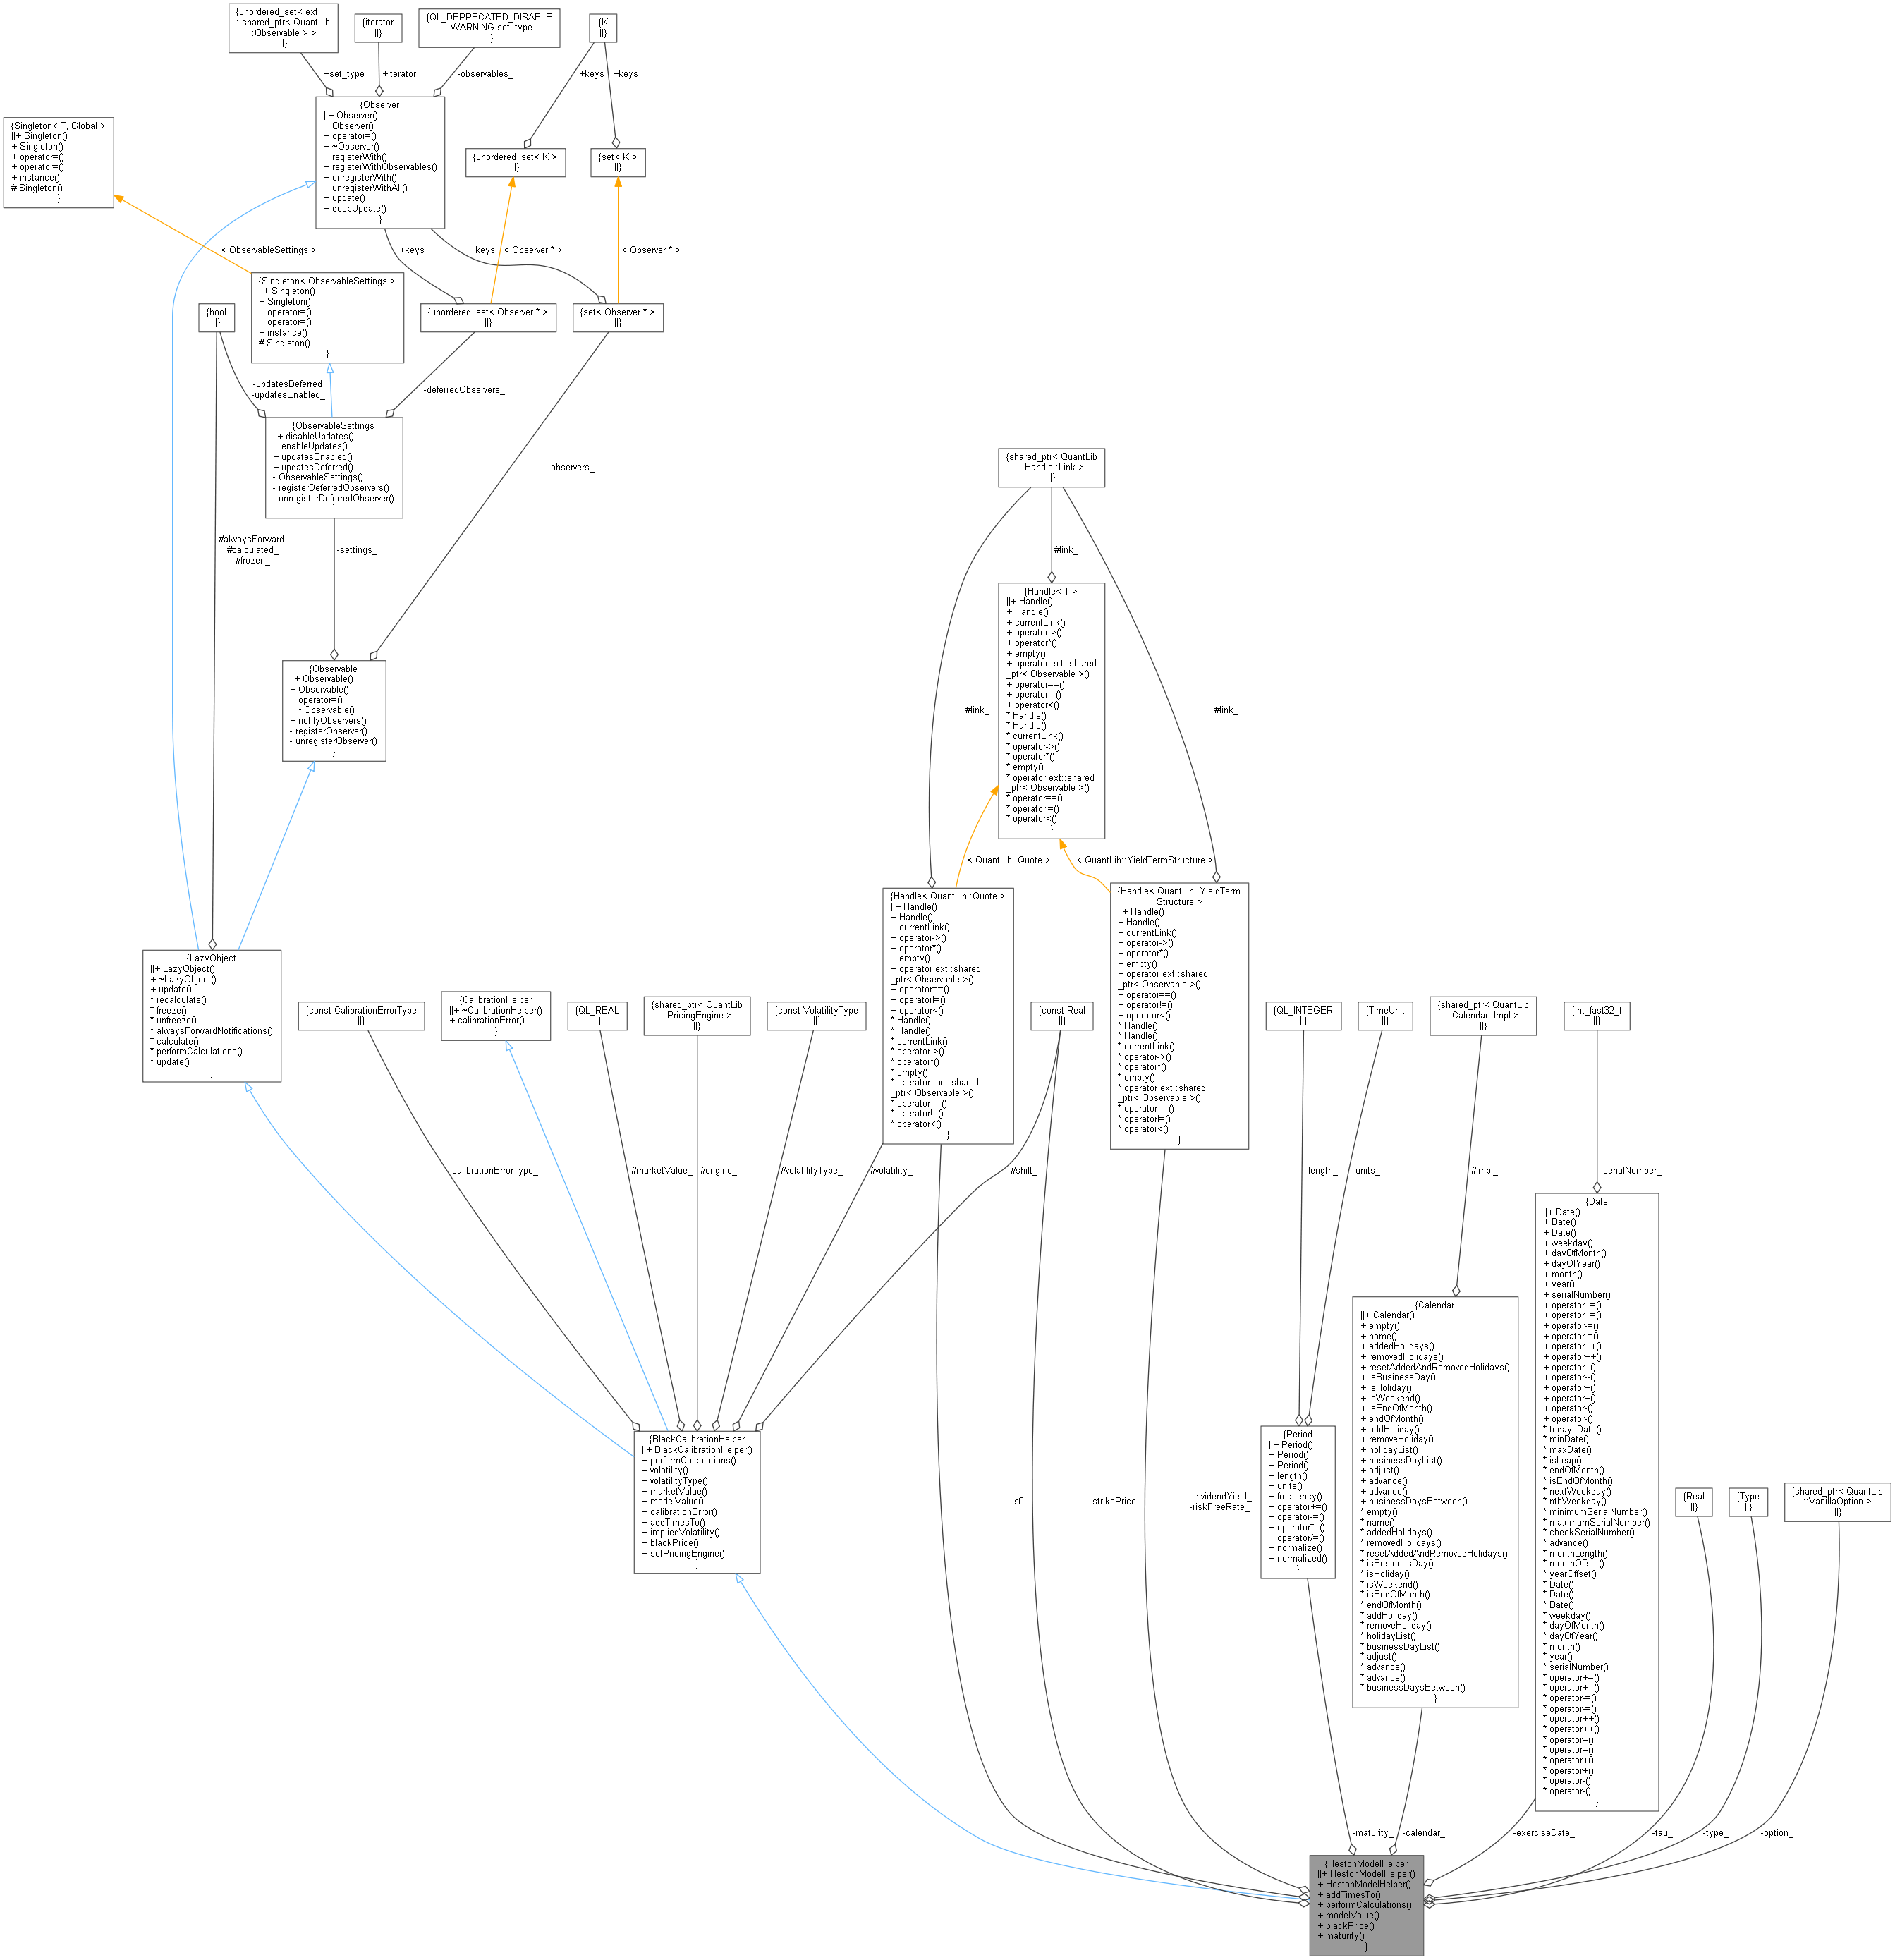 {unordered_set< ext
::shared_ptr< QuantLib
::Observable > >
||}
{iterator
||}
{QL_DEPRECATED_DISABLE
_WARNING set_type
||}
{K
||}
+set_type
+iterator
-observables_
+keys
+keys
{Singleton< T, Global >
||+ Singleton()
+ Singleton()
+ operator=()
+ operator=()
+ instance()
# Singleton()
}
{Observer
||+ Observer()
+ Observer()
+ operator=()
+ ~Observer()
+ registerWith()
+ registerWithObservables()
+ unregisterWith()
+ unregisterWithAll()
+ update()
+ deepUpdate()
}
{unordered_set< K >
||}
{set< K >
||}
< ObservableSettings >
+keys
+keys
< Observer * >
< Observer * >
{Singleton< ObservableSettings >
||+ Singleton()
+ Singleton()
+ operator=()
+ operator=()
+ instance()
# Singleton()
}
{bool
||}
{unordered_set< Observer * >
||}
{set< Observer * >
||}
-updatesDeferred_
-updatesEnabled_
-deferredObservers_
{ObservableSettings
||+ disableUpdates()
+ enableUpdates()
+ updatesEnabled()
+ updatesDeferred()
- ObservableSettings()
- registerDeferredObservers()
- unregisterDeferredObserver()
}
-observers_
{shared_ptr< QuantLib
::Handle::Link >
||}
#alwaysForward_
#calculated_
#frozen_
-settings_
#link_
{Handle< T >
||+ Handle()
+ Handle()
+ currentLink()
+ operator->()
+ operator*()
+ empty()
+ operator ext::shared
_ptr< Observable >()
+ operator==()
+ operator!=()
+ operator<()
* Handle()
* Handle()
* currentLink()
* operator->()
* operator*()
* empty()
* operator ext::shared
_ptr< Observable >()
* operator==()
* operator!=()
* operator<()
}
{Observable
||+ Observable()
+ Observable()
+ operator=()
+ ~Observable()
+ notifyObservers()
- registerObserver()
- unregisterObserver()
}
#link_
#link_
< QuantLib::Quote >
< QuantLib::YieldTermStructure >
{Handle< QuantLib::Quote >
||+ Handle()
+ Handle()
+ currentLink()
+ operator->()
+ operator*()
+ empty()
+ operator ext::shared
_ptr< Observable >()
+ operator==()
+ operator!=()
+ operator<()
* Handle()
* Handle()
* currentLink()
* operator->()
* operator*()
* empty()
* operator ext::shared
_ptr< Observable >()
* operator==()
* operator!=()
* operator<()
}
{Handle< QuantLib::YieldTerm
Structure >
||+ Handle()
+ Handle()
+ currentLink()
+ operator->()
+ operator*()
+ empty()
+ operator ext::shared
_ptr< Observable >()
+ operator==()
+ operator!=()
+ operator<()
* Handle()
* Handle()
* currentLink()
* operator->()
* operator*()
* empty()
* operator ext::shared
_ptr< Observable >()
* operator==()
* operator!=()
* operator<()
}
{LazyObject
||+ LazyObject()
+ ~LazyObject()
+ update()
* recalculate()
* freeze()
* unfreeze()
* alwaysForwardNotifications()
* calculate()
* performCalculations()
* update()
}
{const CalibrationErrorType
||}
{CalibrationHelper
||+ ~CalibrationHelper()
+ calibrationError()
}
{QL_REAL
||}
{shared_ptr< QuantLib
::PricingEngine >
||}
{const VolatilityType
||}
{const Real
||}
{QL_INTEGER
||}
{TimeUnit
||}
{shared_ptr< QuantLib
::Calendar::Impl >
||}
{int_fast32_t
||}
-calibrationErrorType_
#marketValue_
#engine_
#volatilityType_
#volatility_
#shift_
-length_
-units_
#impl_
-serialNumber_
{Date
||+ Date()
+ Date()
+ Date()
+ weekday()
+ dayOfMonth()
+ dayOfYear()
+ month()
+ year()
+ serialNumber()
+ operator+=()
+ operator+=()
+ operator-=()
+ operator-=()
+ operator++()
+ operator++()
+ operator--()
+ operator--()
+ operator+()
+ operator+()
+ operator-()
+ operator-()
* todaysDate()
* minDate()
* maxDate()
* isLeap()
* endOfMonth()
* isEndOfMonth()
* nextWeekday()
* nthWeekday()
* minimumSerialNumber()
* maximumSerialNumber()
* checkSerialNumber()
* advance()
* monthLength()
* monthOffset()
* yearOffset()
* Date()
* Date()
* Date()
* weekday()
* dayOfMonth()
* dayOfYear()
* month()
* year()
* serialNumber()
* operator+=()
* operator+=()
* operator-=()
* operator-=()
* operator++()
* operator++()
* operator--()
* operator--()
* operator+()
* operator+()
* operator-()
* operator-()
}
{Calendar
||+ Calendar()
+ empty()
+ name()
+ addedHolidays()
+ removedHolidays()
+ resetAddedAndRemovedHolidays()
+ isBusinessDay()
+ isHoliday()
+ isWeekend()
+ isEndOfMonth()
+ endOfMonth()
+ addHoliday()
+ removeHoliday()
+ holidayList()
+ businessDayList()
+ adjust()
+ advance()
+ advance()
+ businessDaysBetween()
* empty()
* name()
* addedHolidays()
* removedHolidays()
* resetAddedAndRemovedHolidays()
* isBusinessDay()
* isHoliday()
* isWeekend()
* isEndOfMonth()
* endOfMonth()
* addHoliday()
* removeHoliday()
* holidayList()
* businessDayList()
* adjust()
* advance()
* advance()
* businessDaysBetween()
}
{BlackCalibrationHelper
||+ BlackCalibrationHelper()
+ performCalculations()
+ volatility()
+ volatilityType()
+ marketValue()
+ modelValue()
+ calibrationError()
+ addTimesTo()
+ impliedVolatility()
+ blackPrice()
+ setPricingEngine()
}
-s0_
-strikePrice_
-dividendYield_
-riskFreeRate_
{Period
||+ Period()
+ Period()
+ Period()
+ length()
+ units()
+ frequency()
+ operator+=()
+ operator-=()
+ operator*=()
+ operator/=()
+ normalize()
+ normalized()
}
{Real
||}
{Type
||}
{shared_ptr< QuantLib
::VanillaOption >
||}
-maturity_
-calendar_
-exerciseDate_
-tau_
-type_
-option_
{HestonModelHelper
||+ HestonModelHelper()
+ HestonModelHelper()
+ addTimesTo()
+ performCalculations()
+ modelValue()
+ blackPrice()
+ maturity()
}